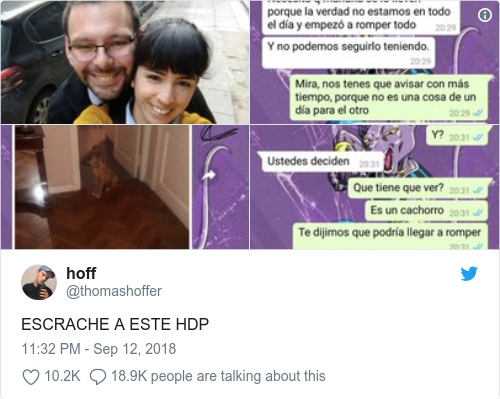 porque la verdad no estamos en todo
el día y empezó a romper todo
20:29
Y no podemos seguirlo teniendo.
20:29
Mira, nos tenes que avisar con más
tiempo, porque no es una cosa de un
día para el otro
20:29
Y? 20:31
Ustedes deciden 20:31
Que tiene que ver? 20:31
Es un cachorro 20:31
Te dijimos que podría llegar a romper
20:31
hoff
@thomashoffer
ESCRACHE A ESTE HDP
11:32 PM - Sep 12, 2018
10.2K 18.9K people are talking about this